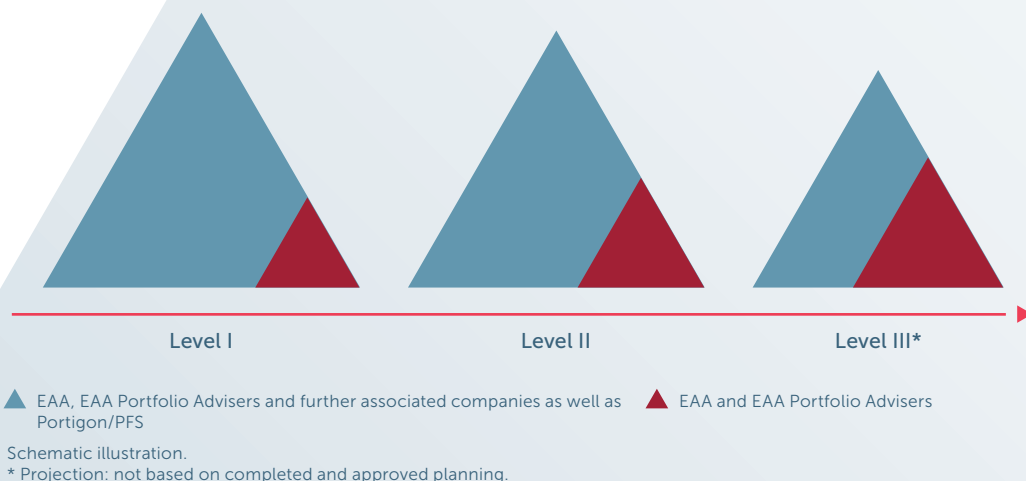 Level I
Level II
Level III*
EAA, EAA Portfolio Advisers and further associated companies as well as
Portigon/PFS
EAA and EAA Portfolio Advisers
Schematic illustration.
* Projection: not based on completed and approved planning.